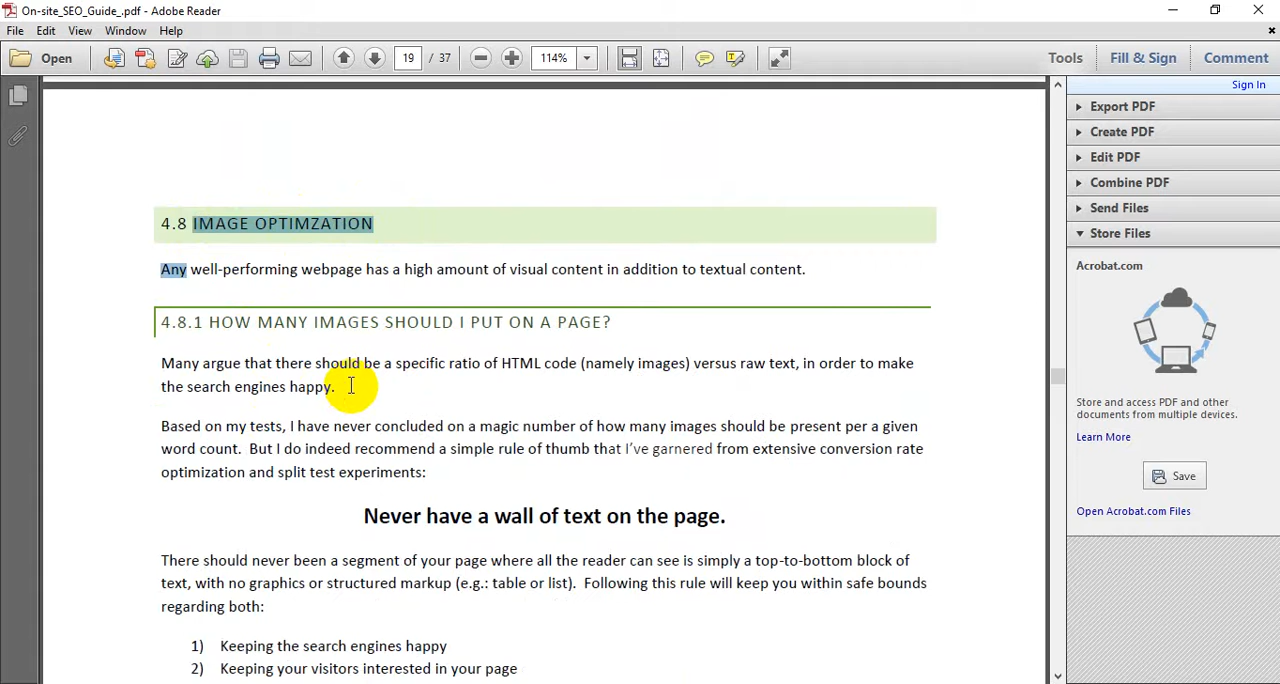 On-site_SEO_Guide_.pdf - Adobe Reader
File Edit View Window Help
Open 19 / 37 114% Tools Fill & Sign Comment
Sign In
Export PDF
Create PDF
Edit PDF
Combine PDF
Send Files
Store Files
Acrobat.com
Store and access PDF and other
documents from multiple devices.
Learn More
Save
Open Acrobat.com Files
4.8 IMAGE OPTIMZATION
Any well-performing webpage has a high amount of visual content in addition to textual content.
4.8.1 HOW MANY IMAGES SHOULD I PUT ON A PAGE?
Many argue that there should be a specific ratio of HTML code (namely images) versus raw text, in order to make
the search engines happy.
Based on my tests, I have never concluded on a magic number of how many images should be present per a given
word count. But I do indeed recommend a simple rule of thumb that I've garnered from extensive conversion rate
optimization and split test experiments:
Never have a wall of text on the page.
There should never been a segment of your page where all the reader can see is simply a top-to-bottom block of
text, with no graphics or structured markup (e.g.: table or list). Following this rule will keep you within safe bounds
regarding both:
1) Keeping the search engines happy
2) Keeping your visitors interested in your page